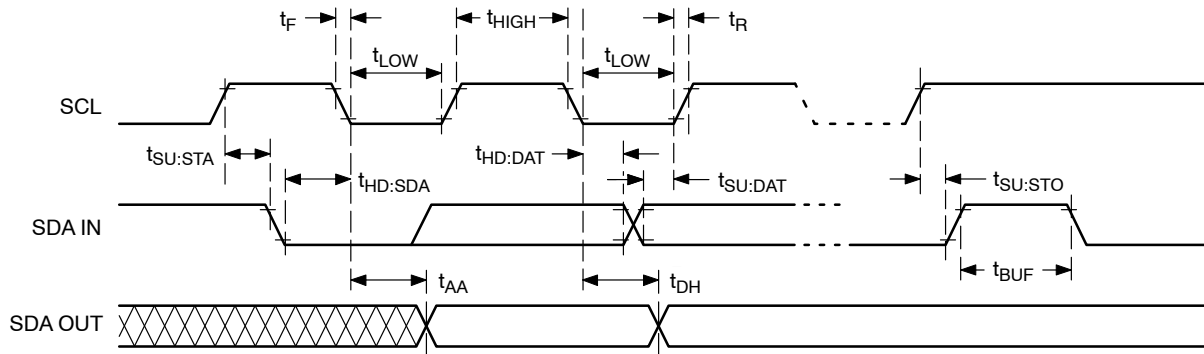 tF
tHIGH
tR
tLOW
tLOW
SCL
tSU:STA
tHD:DAT
tHD:SDA
tSU:DAT
tSU:STO
SDA IN
tBUF
tAA
tDH
SDA OUT